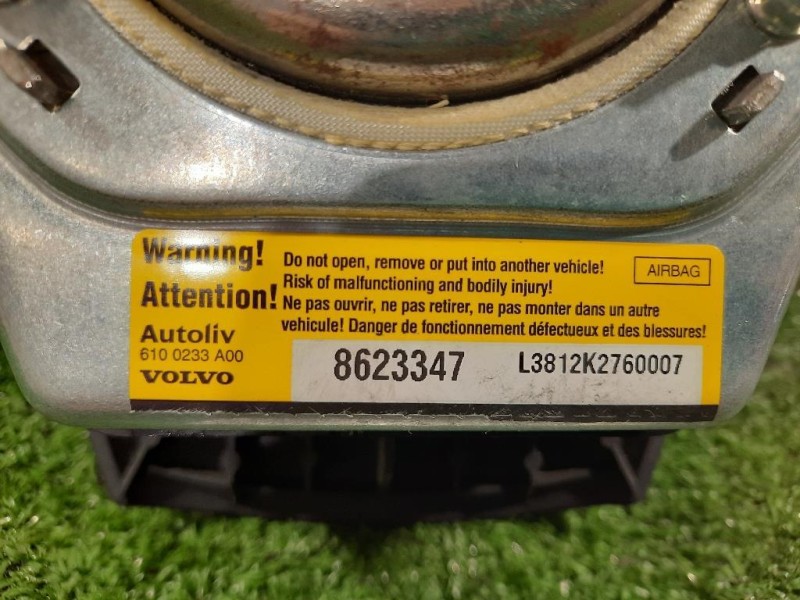 Warning!
Do not open, remove or put into another vehicle!
Risk of malfunctioning and bodily injury!
AIRBAG
Attention!
Ne pas ouvrir, ne pas retirer, ne pas monter dans un autre
vehicule! Danger de fonctionnement défectueux et des blessures!
Autoliv
610 0233 A00
VOLVO
8623347
L3812K2760007